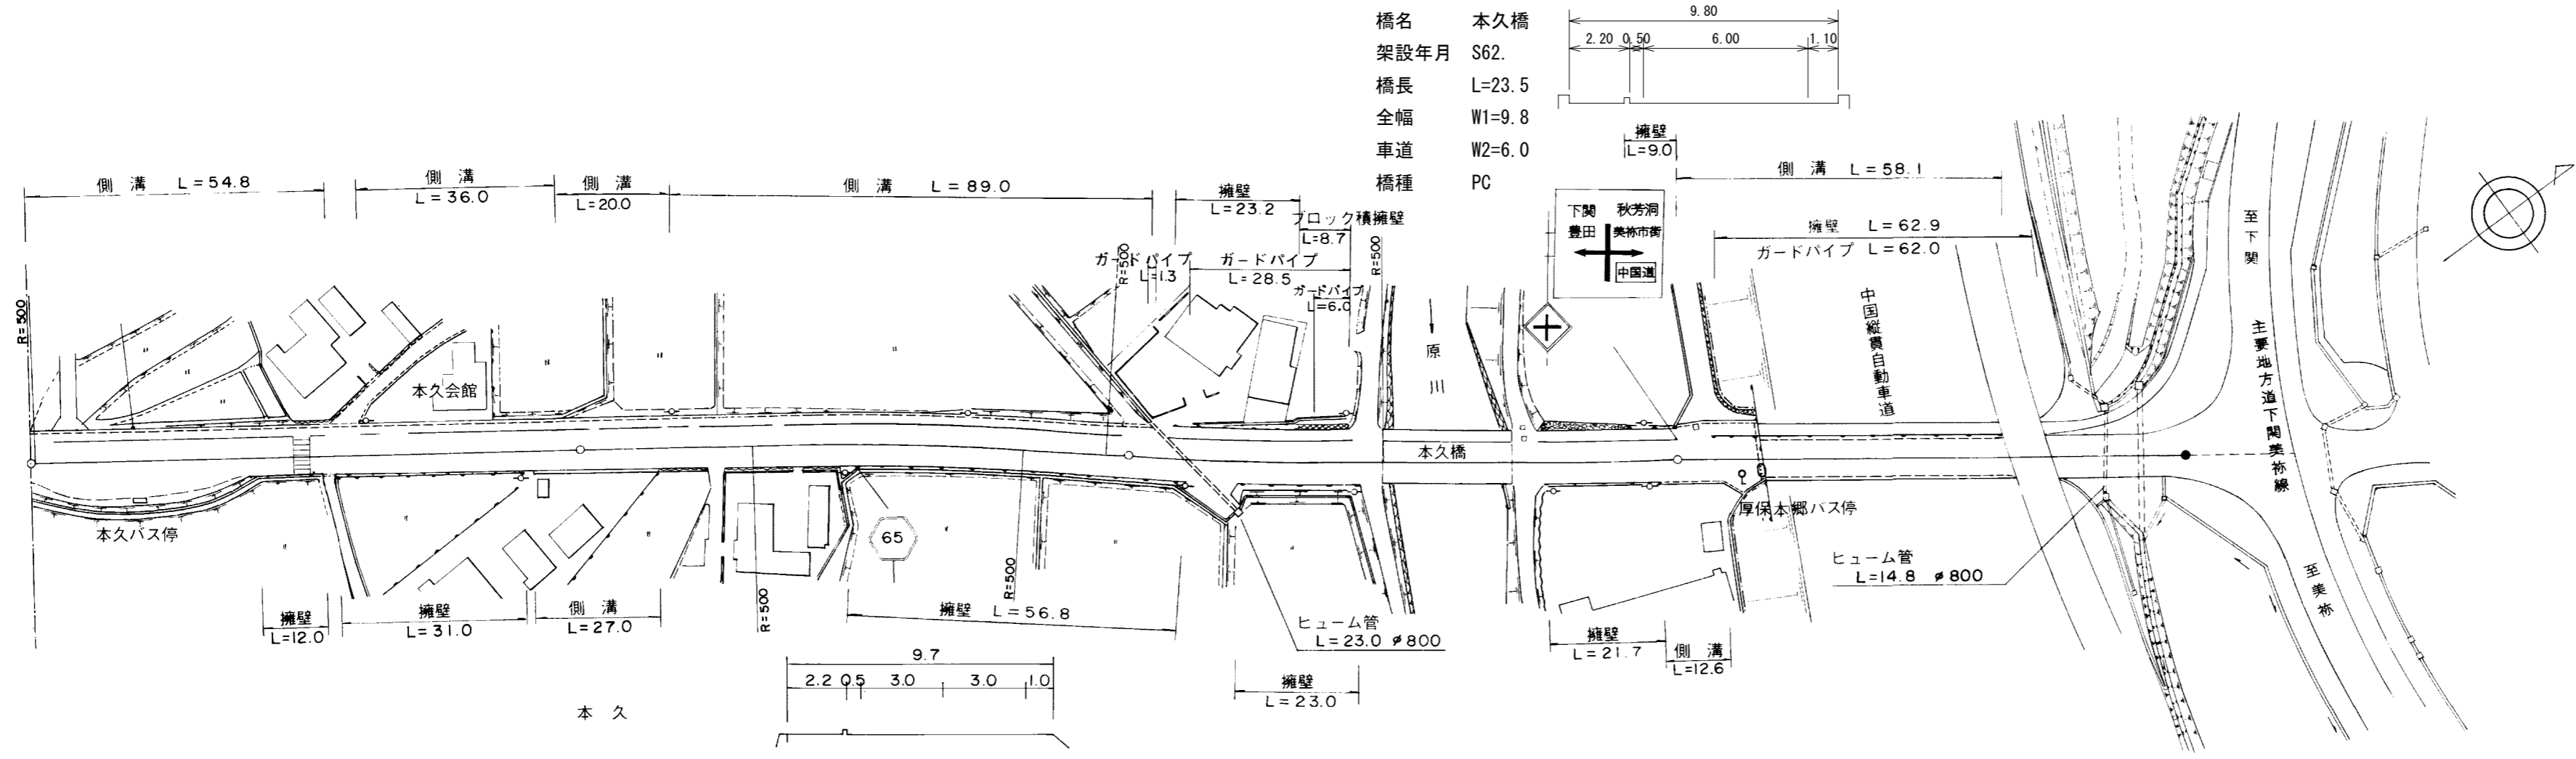 橋名 本久橋
架設年月 S62.
橋長 L=23.5
全幅 W1=9.8
車道 W2=6.0
橋種 PC
9.80
2.20 0.50 6.00 1.10
側溝 L=54.8
側溝
L=36.0
側溝
L=20.0
側溝 L=89.0
擁壁
L=23.2
ブロック積擁壁
L=8.7
擁壁
L=9.0
側溝 L=58.1
擁壁 L=62.9
ガードパイプ L=62.0
ガードパイプ
L=1.3
ガードパイプ
L=28.5
ガードパイプ
L=6.0
R=500
R=500
R=500
下関 秋芳洞
豊田 美祢市街
中国道
原川
中国縦貫自動車道
至下関
主要地方道下関美祢線
至美祢
本久会館
本久橋
本久バス停
厚保本郷バス停
65
R=500
R=500
擁壁
L=12.0
擁壁
L=31.0
側溝
L=27.0
擁壁 L=56.8
ヒューム管
L=23.0 φ800
擁壁
L=23.0
擁壁
L=21.7
側溝
L=12.6
ヒューム管
L=14.8 φ800
9.7
2.2 0.5 3.0 3.0 1.0
本久